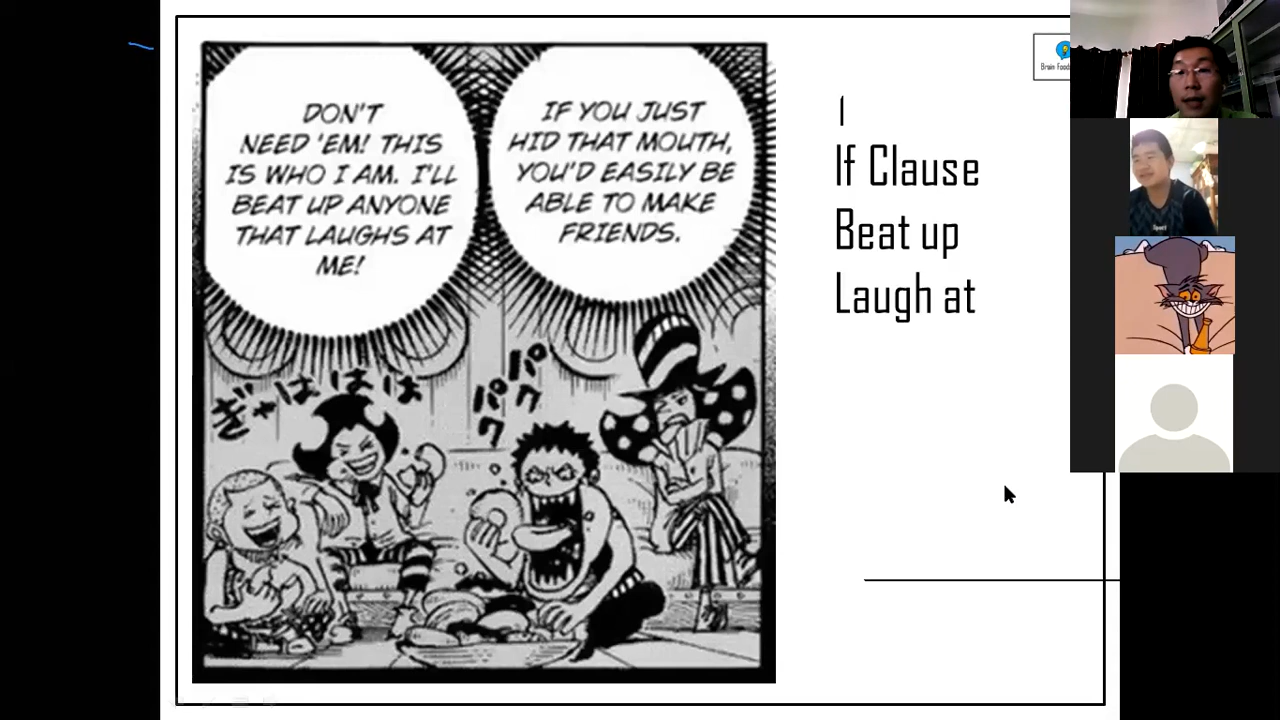 DON'T
NEED 'EM! THIS
IS WHO I AM. I'LL
BEAT UP ANYONE
THAT LAUGHS AT
ME!
IF YOU JUST
HID THAT MOUTH,
YOU'D EASILY BE
ABLE TO MAKE
FRIENDS.
ぎゃははは
パク
パク
If Clause
Beat up
Laugh at
Brain Food